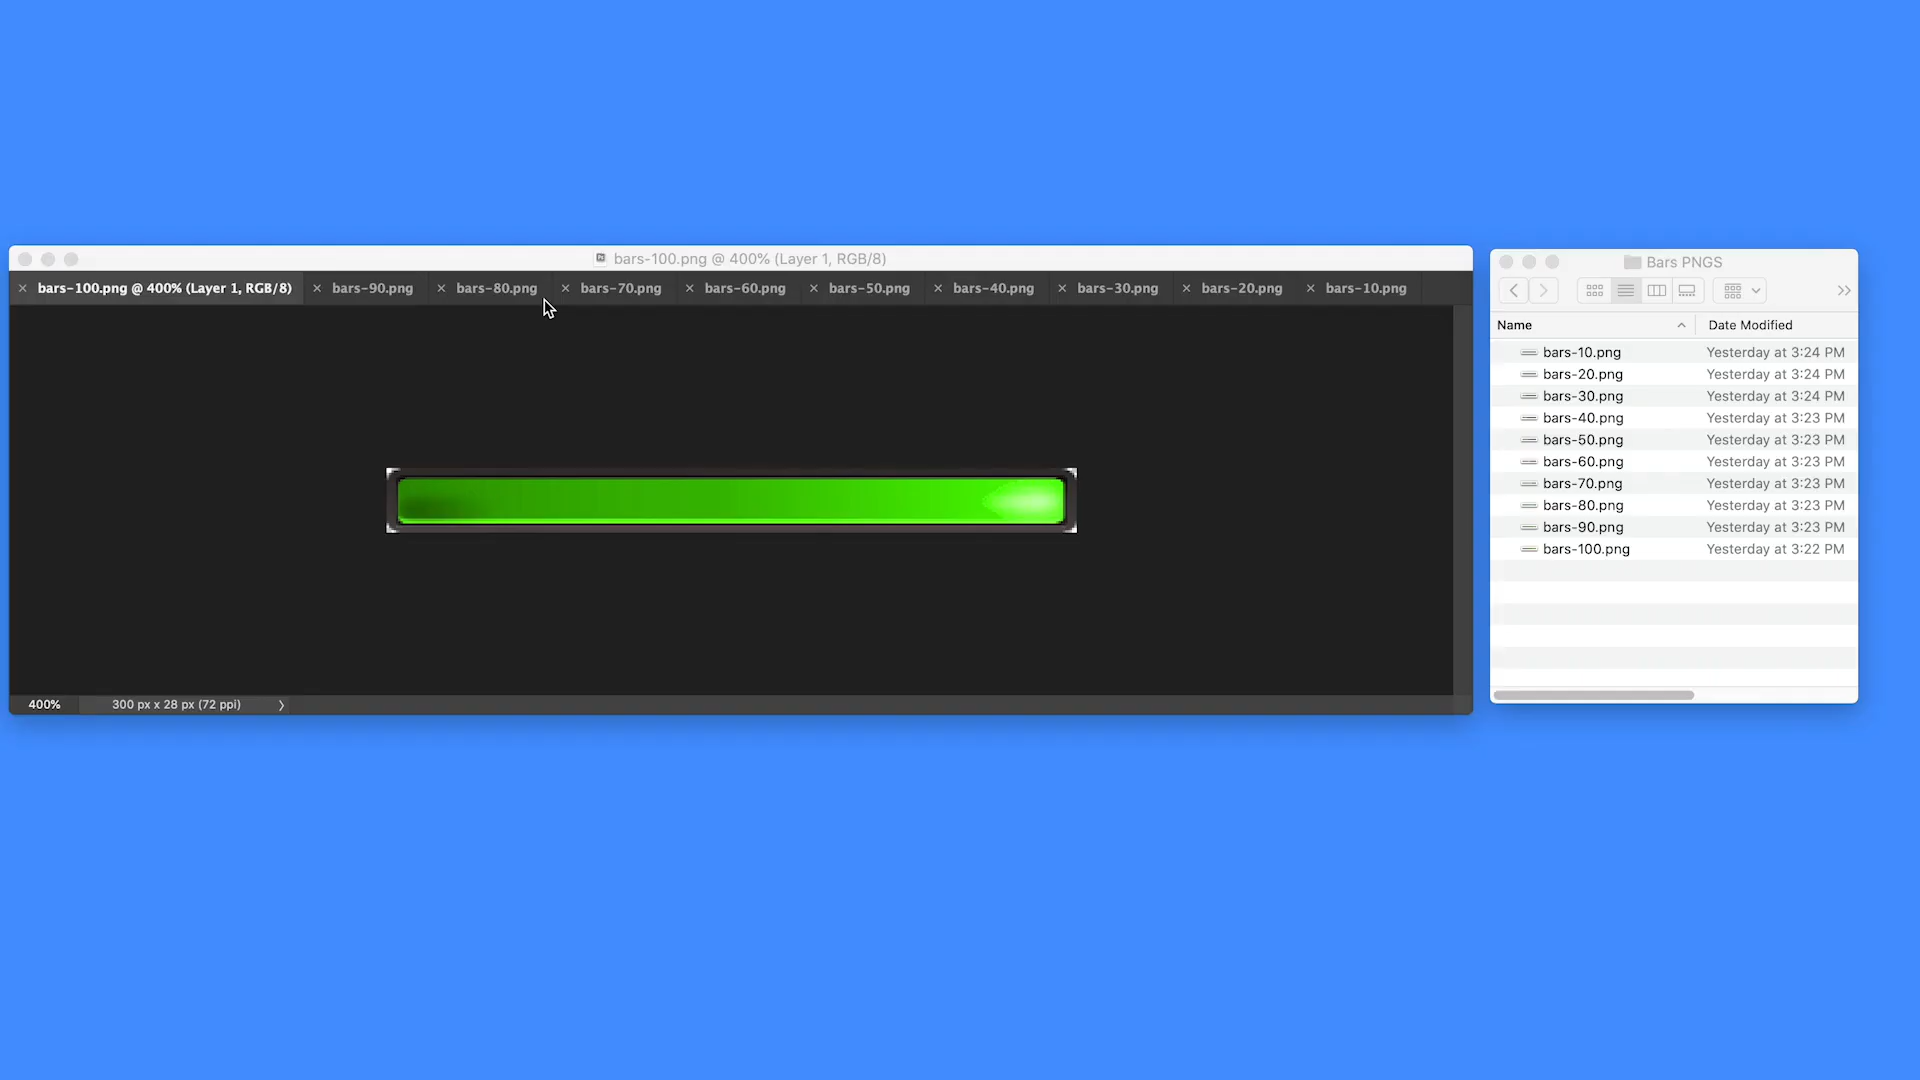 bars-100.png @ 400% (Layer 1, RGB/8)
bars-100.png @ 400% (Layer 1, RGB/8)
bars-90.png
bars-80.png
bars-70.png
bars-60.png
bars-50.png
bars-40.png
bars-30.png
bars-20.png
bars-10.png
400%
300 px x 28 px (72 ppi)
Bars PNGS
Name Date Modified
bars-10.png Yesterday at 3:24 PM
bars-20.png Yesterday at 3:24 PM
bars-30.png Yesterday at 3:24 PM
bars-40.png Yesterday at 3:23 PM
bars-50.png Yesterday at 3:23 PM
bars-60.png Yesterday at 3:23 PM
bars-70.png Yesterday at 3:23 PM
bars-80.png Yesterday at 3:23 PM
bars-90.png Yesterday at 3:23 PM
bars-100.png Yesterday at 3:22 PM